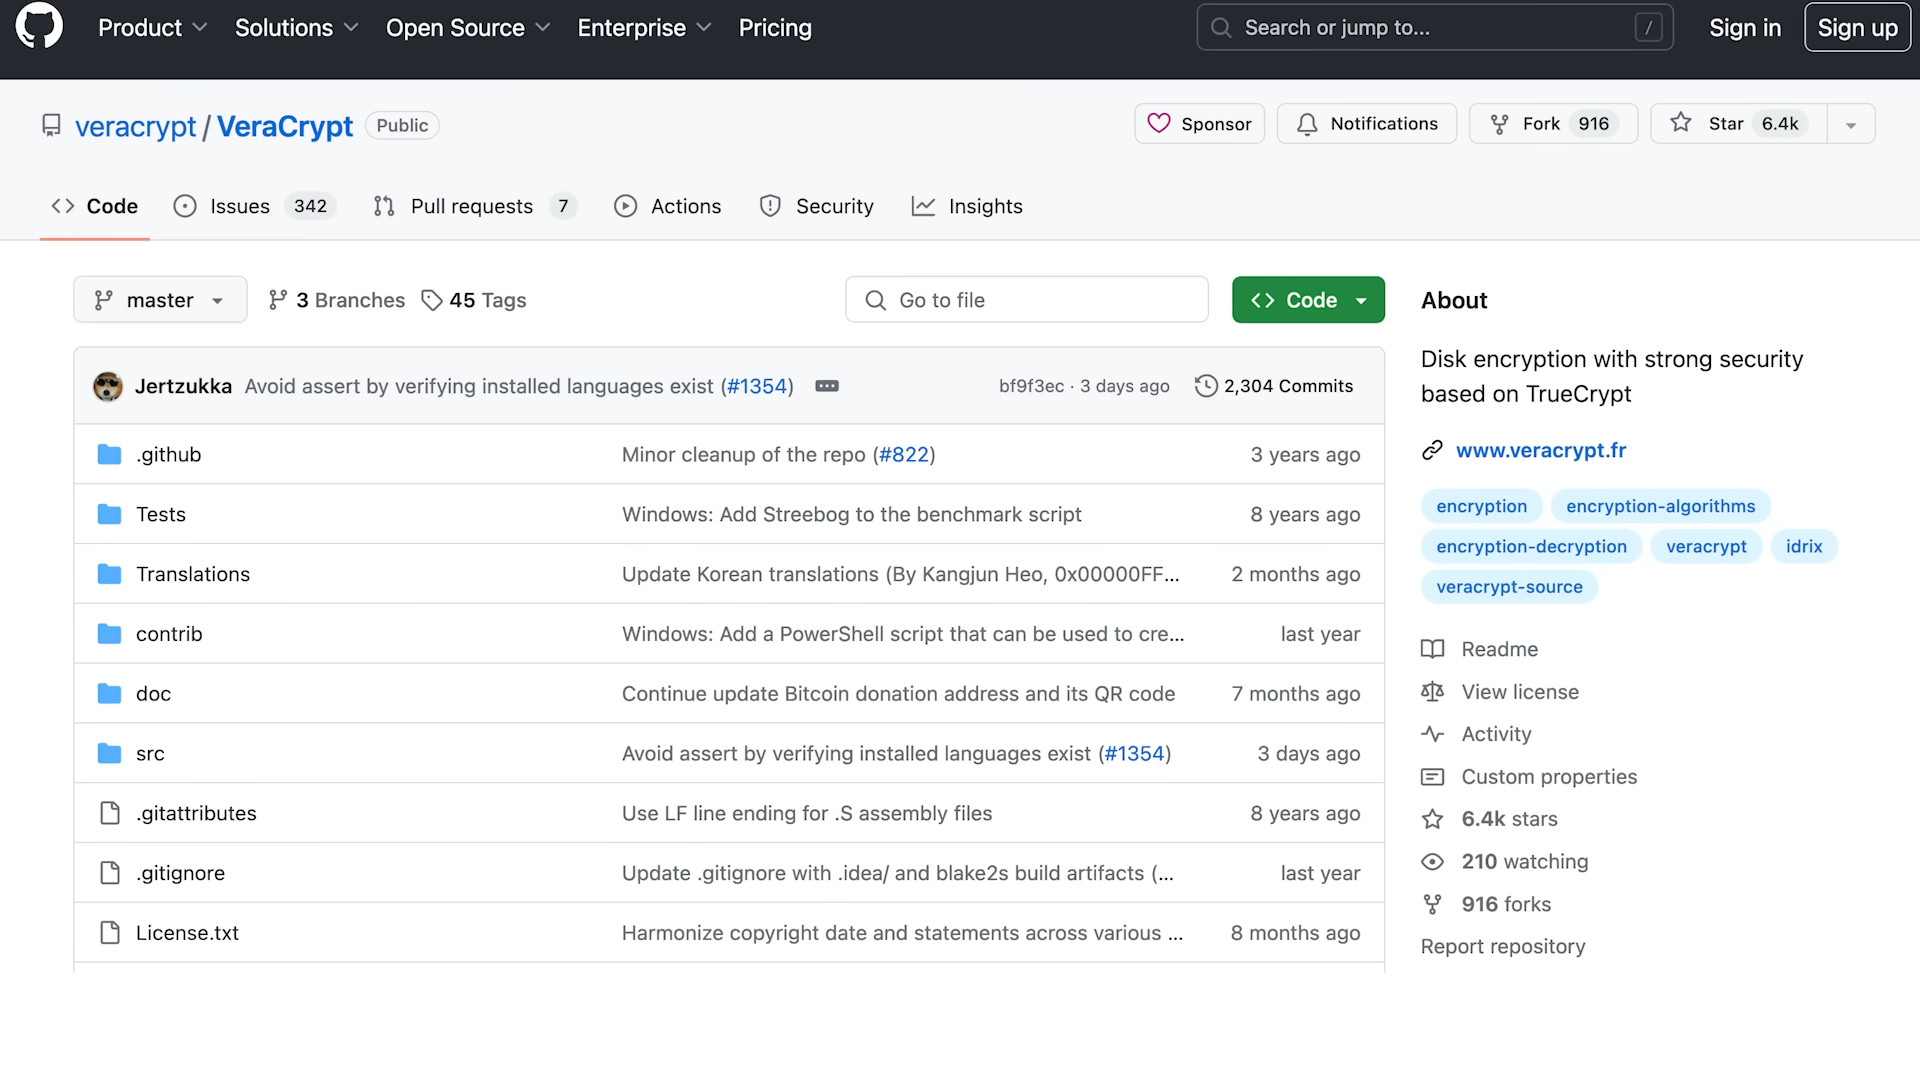 Product Solutions Open Source Enterprise Pricing Search or jump to... / Sign in Sign up
veracrypt / VeraCrypt Public Sponsor Notifications Fork 916 Star 6.4k
Code Issues 342 Pull requests 7 Actions Security Insights
master 3 Branches 45 Tags Go to file Code
Jertzukka Avoid assert by verifying installed languages exist (#1354) bf9f3ec · 3 days ago 2,304 Commits
.github Minor cleanup of the repo (#822) 3 years ago
Tests Windows: Add Streebog to the benchmark script 8 years ago
Translations Update Korean translations (By Kangjun Heo, 0x00000FF... 2 months ago
contrib Windows: Add a PowerShell script that can be used to cre... last year
doc Continue update Bitcoin donation address and its QR code 7 months ago
src Avoid assert by verifying installed languages exist (#1354) 3 days ago
.gitattributes Use LF line ending for .S assembly files 8 years ago
.gitignore Update .gitignore with .idea/ and blake2s build artifacts (... last year
License.txt Harmonize copyright date and statements across various ... 8 months ago
About
Disk encryption with strong security
based on TrueCrypt
www.veracrypt.fr
encryption encryption-algorithms
encryption-decryption veracrypt idrix
veracrypt-source
Readme
View license
Activity
Custom properties
6.4k stars
210 watching
916 forks
Report repository